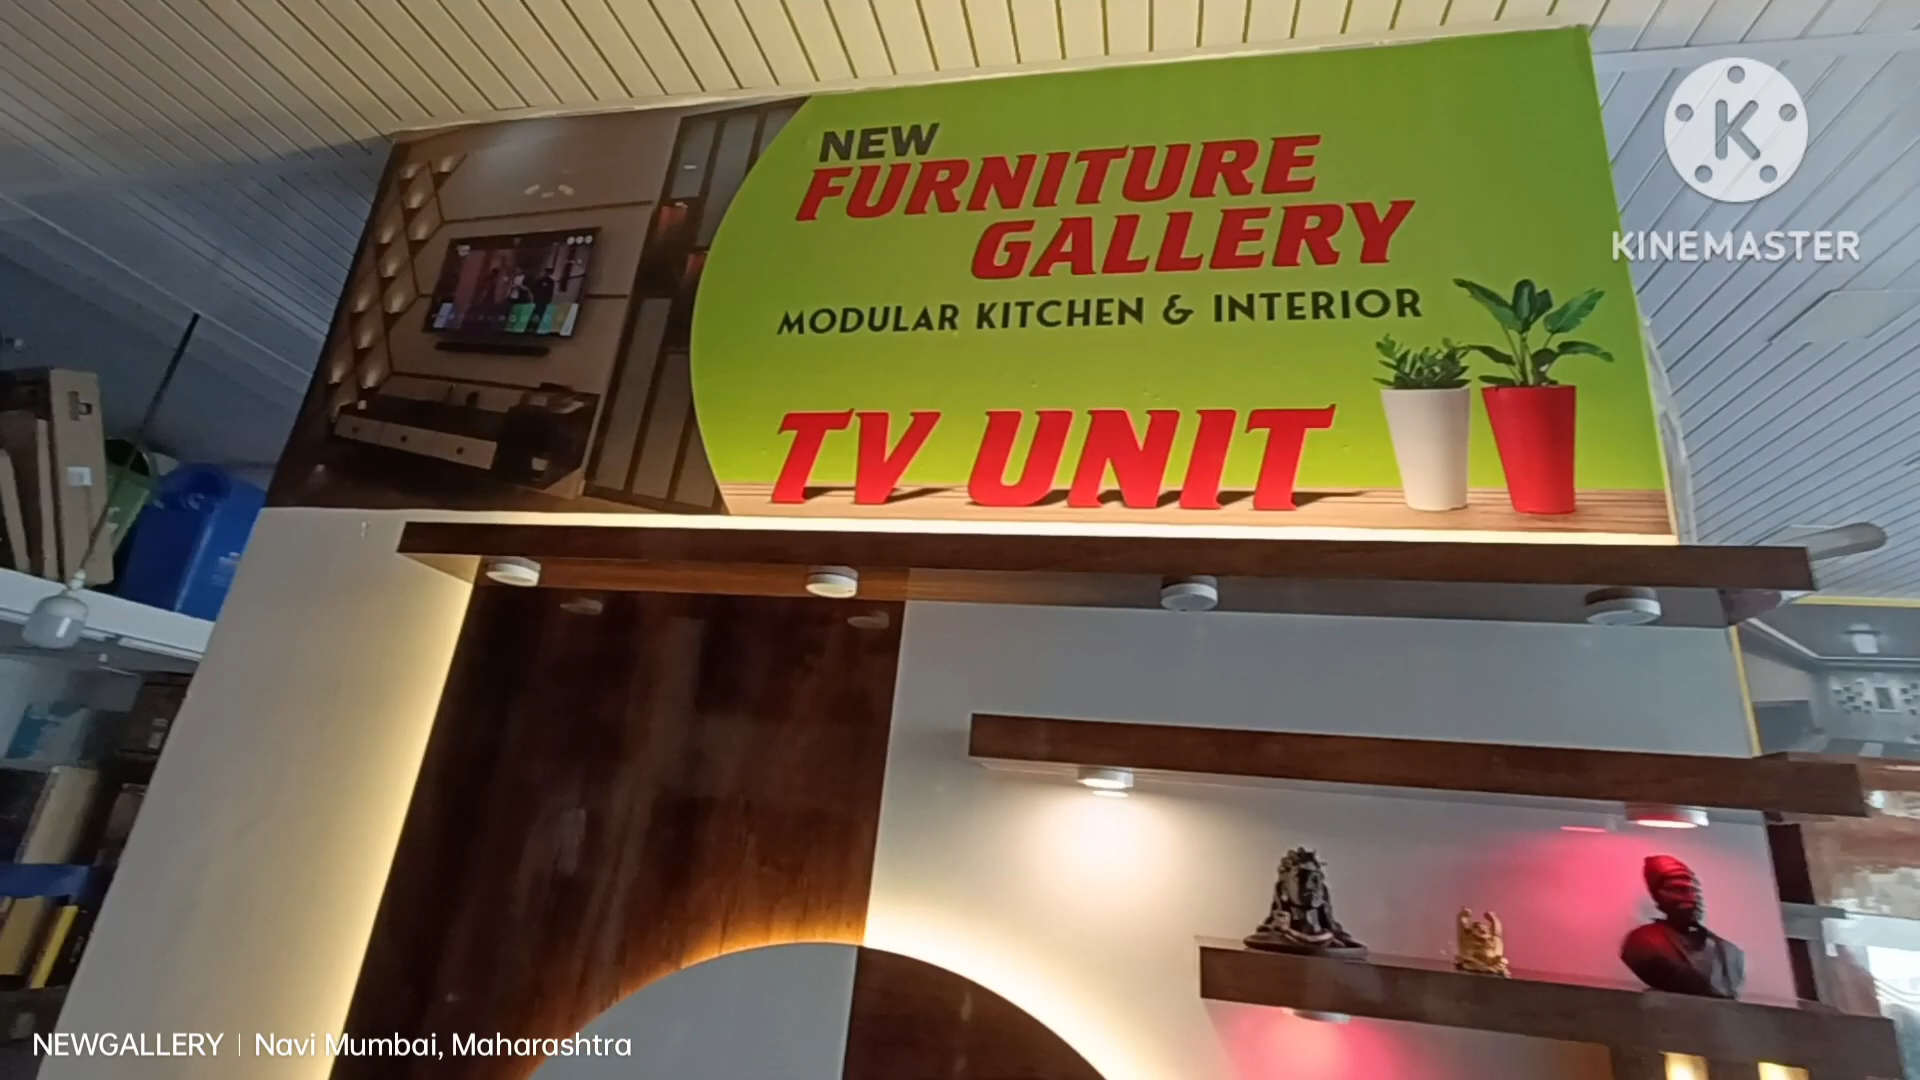 NEW
FURNITURE
GALLERY
MODULAR KITCHEN & INTERIOR
TV UNIT
K
KINEMASTER
NEWGALLERY | Navi Mumbai, Maharashtra